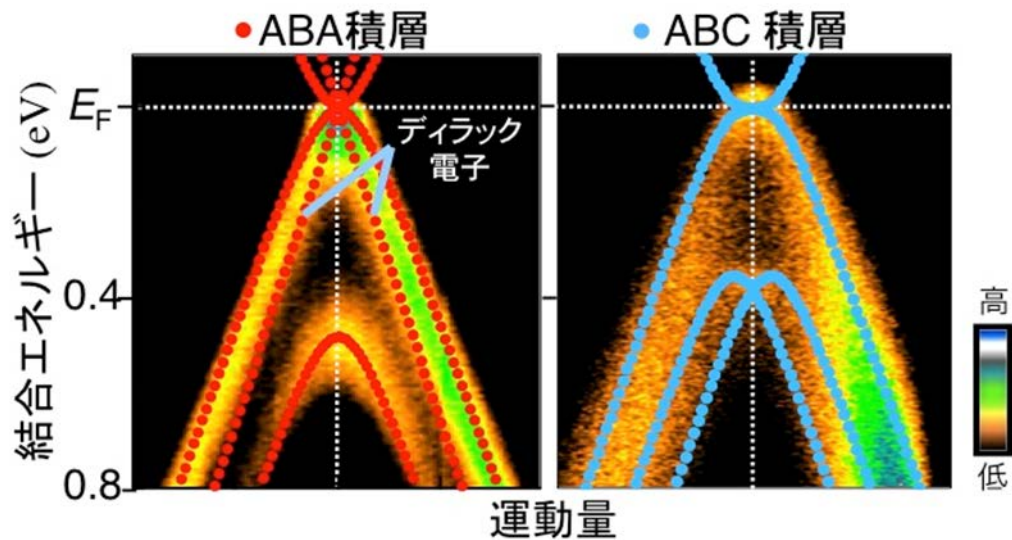 ABA積層
ABC 積層
結合エネルギー (eV)
EF
0.4
0.8
ディラック
電子
運動量
高
低